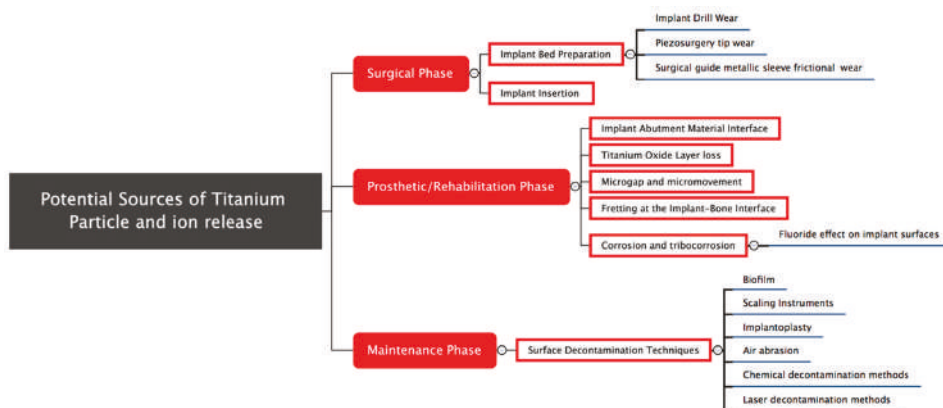 Potential Sources of Titanium
Particle and ion release
Surgical Phase
Implant Bed Preparation
Implant Drill Wear
Piezosurgery tip wear
Surgical guide metallic sleeve frictional wear
Implant Insertion
Prosthetic/Rehabilitation Phase
Implant Abutment Material Interface
Titanium Oxide Layer loss
Microgap and micromovement
Fretting at the Implant-Bone Interface
Corrosion and tribocorrosion
Fluoride effect on implant surfaces
Maintenance Phase
Surface Decontamination Techniques
Biofilm
Scaling Instruments
Implantoplasty
Air abrasion
Chemical decontamination methods
Laser decontamination methods